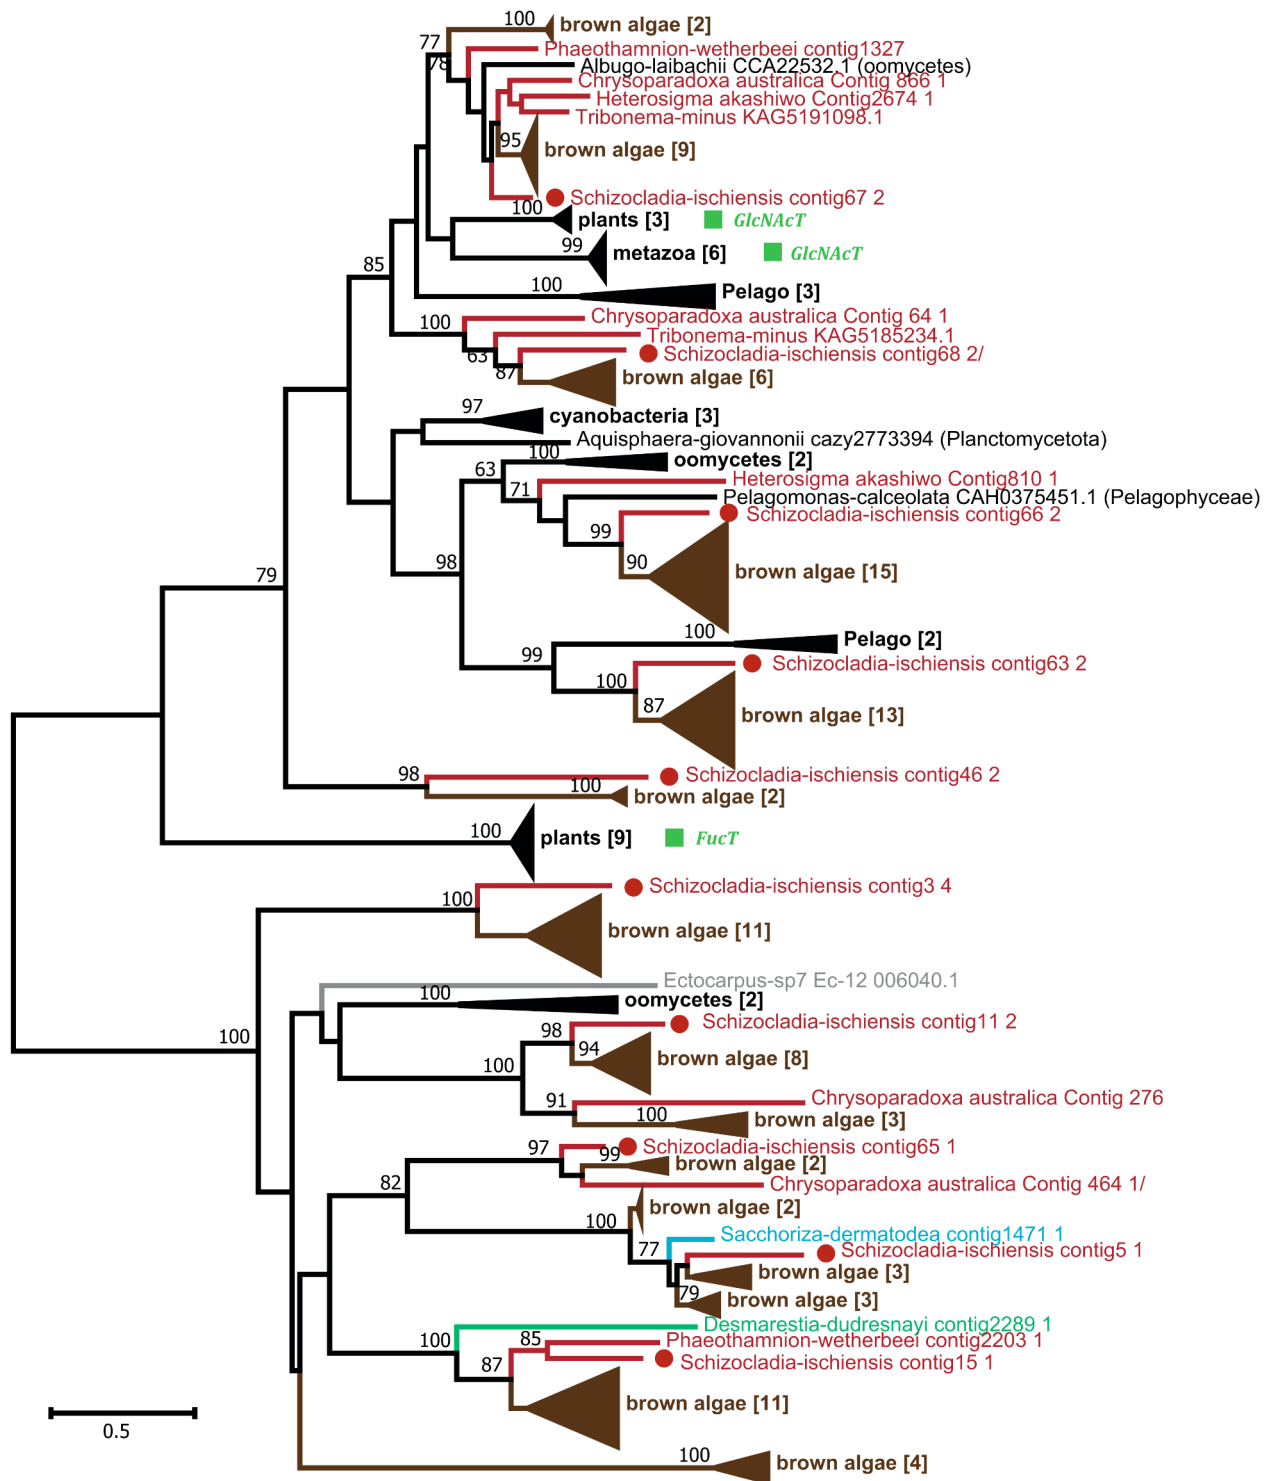 100
brown algae [2]
77
Phaeothamnion-wetherbeei contig1327
78
Albugo-laibachii CCA22532.1 (oomycetes)
Chrysoparadoxa australica Contig 866 1
Heterosigma akashiwo Contig2674 1
Tribonema-minus KAG5191098.1
95
brown algae [9]
Schizocladia-ischiensis contig67 2
100
plants [3]
GlcNAcT
99
metazoa [6]
GlcNAcT
85
100
Pelago [3]
100
Chrysoparadoxa australica Contig 64 1
Tribonema-minus KAG5185234.1
63
Schizocladia-ischiensis contig68 2/
87
brown algae [6]
97
cyanobacteria [3]
Aquisphaera-giovannonii cazy2773394 (Planctomycetota)
100
oomycetes [2]
63
71
Heterosigma akashiwo Contig810 1
Pelagomonas-calceolata CAH0375451.1 (Pelagophyceae)
Schizocladia-ischiensis contig66 2
99
98
90
brown algae [15]
79
100
Pelago [2]
99
Schizocladia-ischiensis contig63 2
100
87
brown algae [13]
98
Schizocladia-ischiensis contig46 2
100
brown algae [2]
100
plants [9]
FucT
Schizocladia-ischiensis contig3 4
100
brown algae [11]
Ectocarpus-sp7 Ec-12 006040.1
100
oomycetes [2]
Schizocladia-ischiensis contig11 2
98
100
94
brown algae [8]
100
Chrysoparadoxa australica Contig 276
91
100
brown algae [3]
97
Schizocladia-ischiensis contig65 1
99
brown algae [2]
82
Chrysoparadoxa australica Contig 464 1/
brown algae [2]
100
Sacchoriza-dermatodea contig1471 1
77
Schizocladia-ischiensis contig5 1
brown algae [3]
79
brown algae [3]
Desmarestia-dudresnayi contig2289 1
100
85
Phaeothamnion-wetherbeei contig2203 1
87
Schizocladia-ischiensis contig15 1
brown algae [11]
0.5
100
brown algae [4]